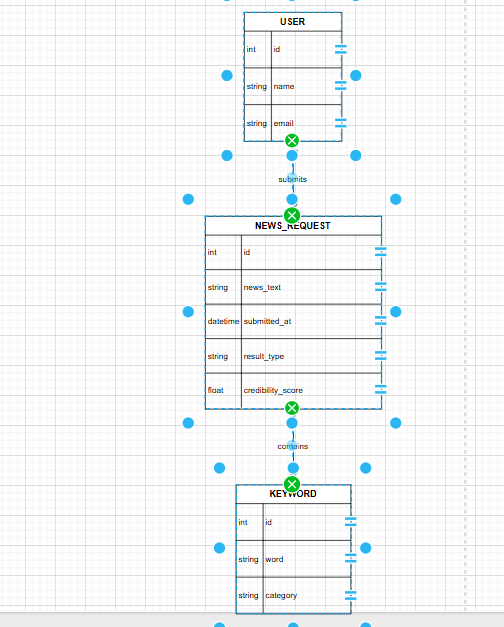 USER
int id
string name
string email
submits
NEWS_REQUEST
int id
string news_text
datetime submitted_at
string result_type
float credibility_score
contains
KEYWORD
int id
string word
string category